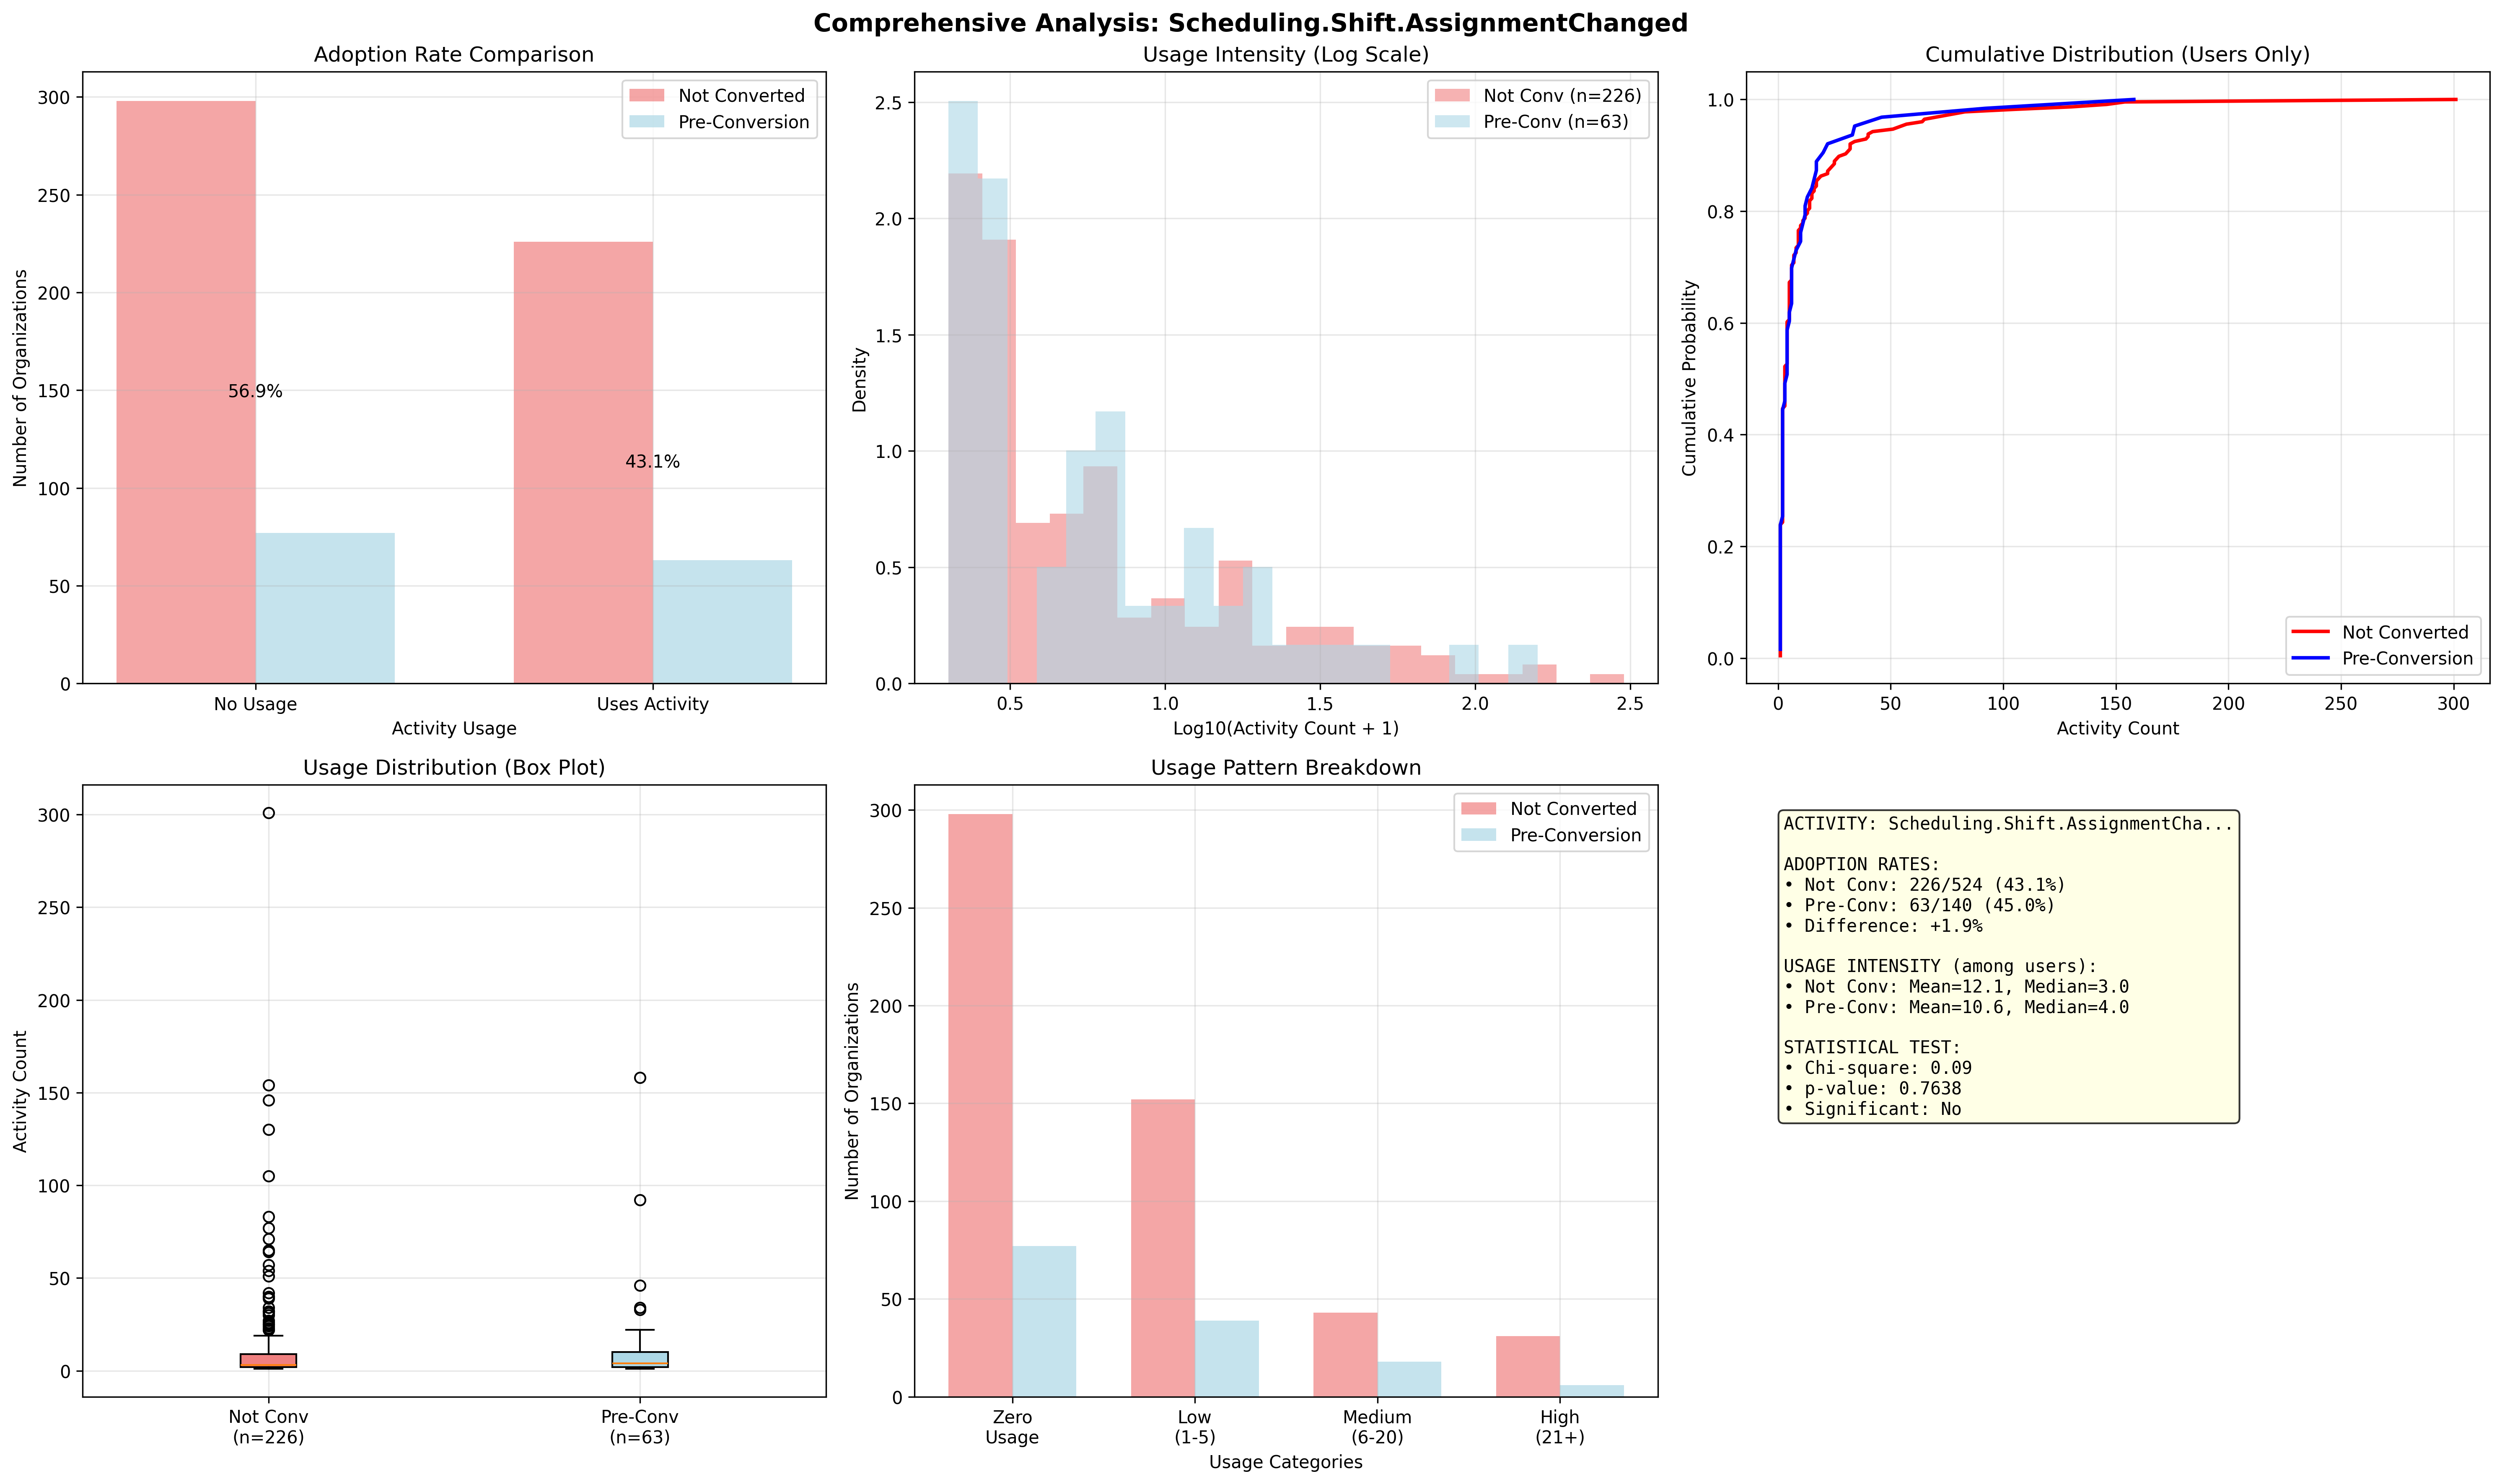 Comprehensive Analysis: Scheduling.Shift.AssignmentChanged
Adoption Rate Comparison
Number of Organizations
300
250
200
150
100
50
0
Not Converted
Pre-Conversion
56.9%
43.1%
No Usage
Uses Activity
Activity Usage
Usage Intensity (Log Scale)
Density
2.5
2.0
1.5
1.0
0.5
0.0
Not Conv (n=226)
Pre-Conv (n=63)
0.5
1.0
1.5
2.0
2.5
Log10(Activity Count + 1)
Cumulative Distribution (Users Only)
Cumulative Probability
1.0
0.8
0.6
0.4
0.2
0.0
Not Converted
Pre-Conversion
0
50
100
150
200
250
300
Activity Count
Usage Distribution (Box Plot)
Activity Count
300
250
200
150
100
50
0
Not Conv
(n=226)
Pre-Conv
(n=63)
Usage Pattern Breakdown
Number of Organizations
300
250
200
150
100
50
0
Not Converted
Pre-Conversion
Zero
Usage
Low
(1-5)
Medium
(6-20)
High
(21+)
Usage Categories
ACTIVITY: Scheduling.Shift.AssignmentCha...
ADOPTION RATES:
• Not Conv: 226/524 (43.1%)
• Pre-Conv: 63/140 (45.0%)
• Difference: +1.9%
USAGE INTENSITY (among users):
• Not Conv: Mean=12.1, Median=3.0
• Pre-Conv: Mean=10.6, Median=4.0
STATISTICAL TEST:
• Chi-square: 0.09
• p-value: 0.7638
• Significant: No